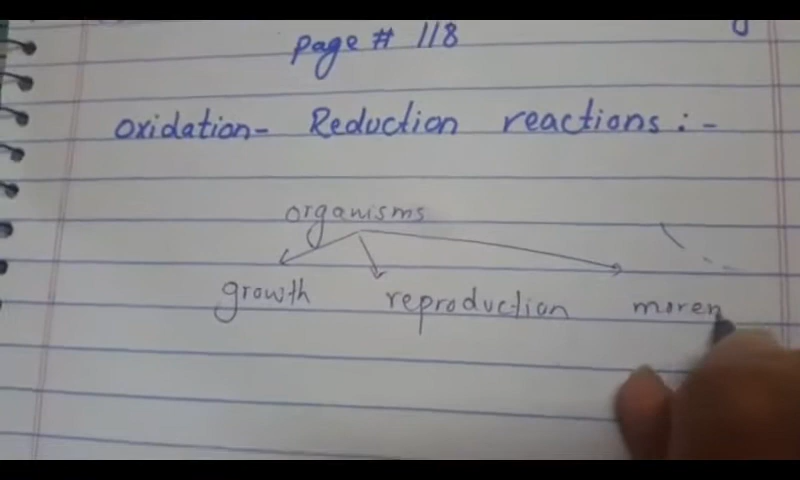 page # 118
Oxidation- Reduction reactions :-
organisms
growth reproduction